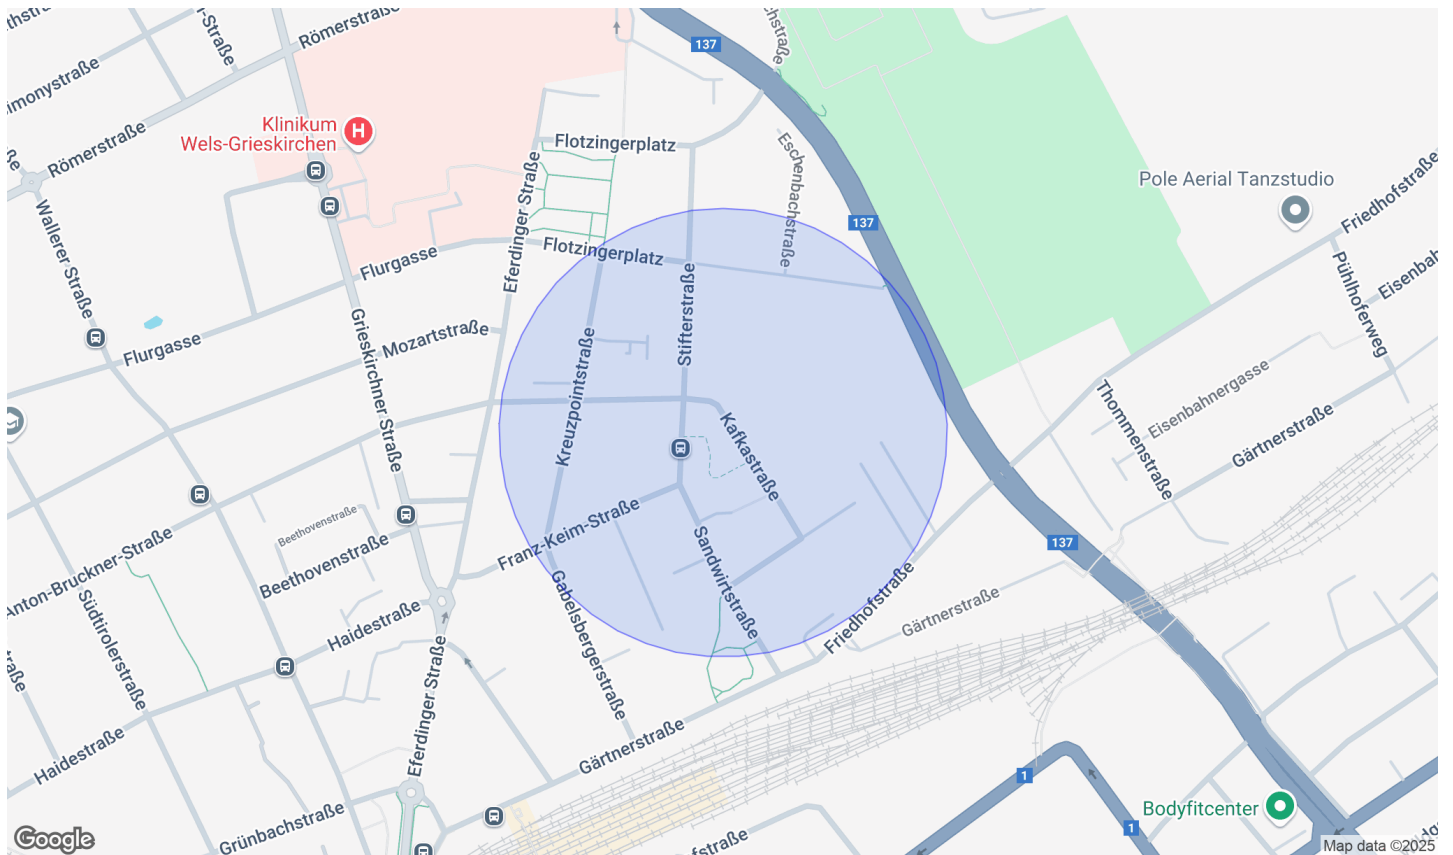 Römerstraße
137
Klinikum
Wels-Grieskirchen
Römerstraße
Flotzingerplatz
Eschenbachstraße
Pole Aerial Tanzstudio
Friedhofstraße
Wallerer-Straße
Eferdinger Straße
137
Flurgasse
Flotzingerplatz
Stifterstraße
Pühlhoferweg
Flurgasse
Mozartstraße
Grieskirchner Straße
Kreuzpointstraße
Kafkastraße
Thommenstraße
Eisenbahnergasse
Gärtnerstraße
Beethovenstraße
Anton-Bruckner-Straße
Beethovenstraße
Franz-Keim-Straße
Sandwirtstraße
137
Südtirolerstraße
Haidestraße
Gabelsbergerstraße
Friedhofstraße
Gärtnerstraße
Haidestraße
Eferdinger Straße
Gärtnerstraße
1
Grünbachstraße
Bodyfitcenter
1
Google
Map data ©2025